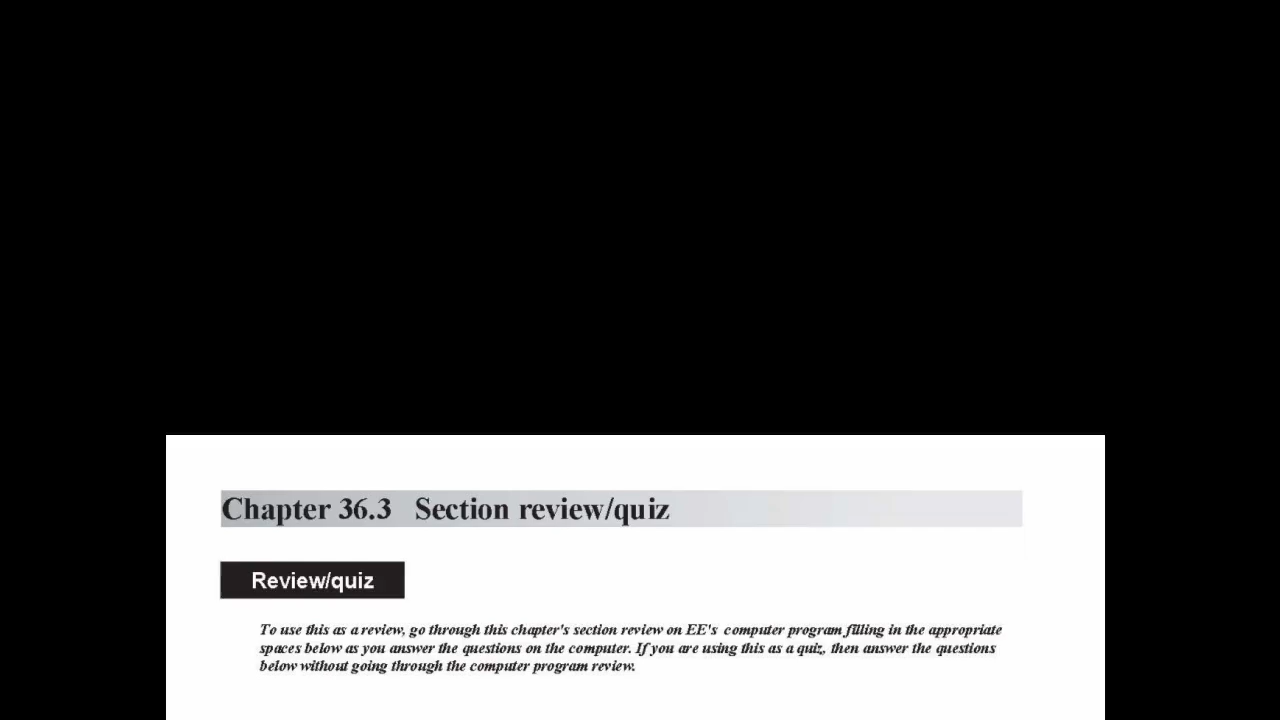 Chapter 36.3 Section review/quiz
Review/quiz
To use this as a review, go through this chapter's section review on EE's computer program filling in the appropriate
spaces below as you answer the questions on the computer. If you are using this as a quiz, then answer the questions
below without going through the computer program review.